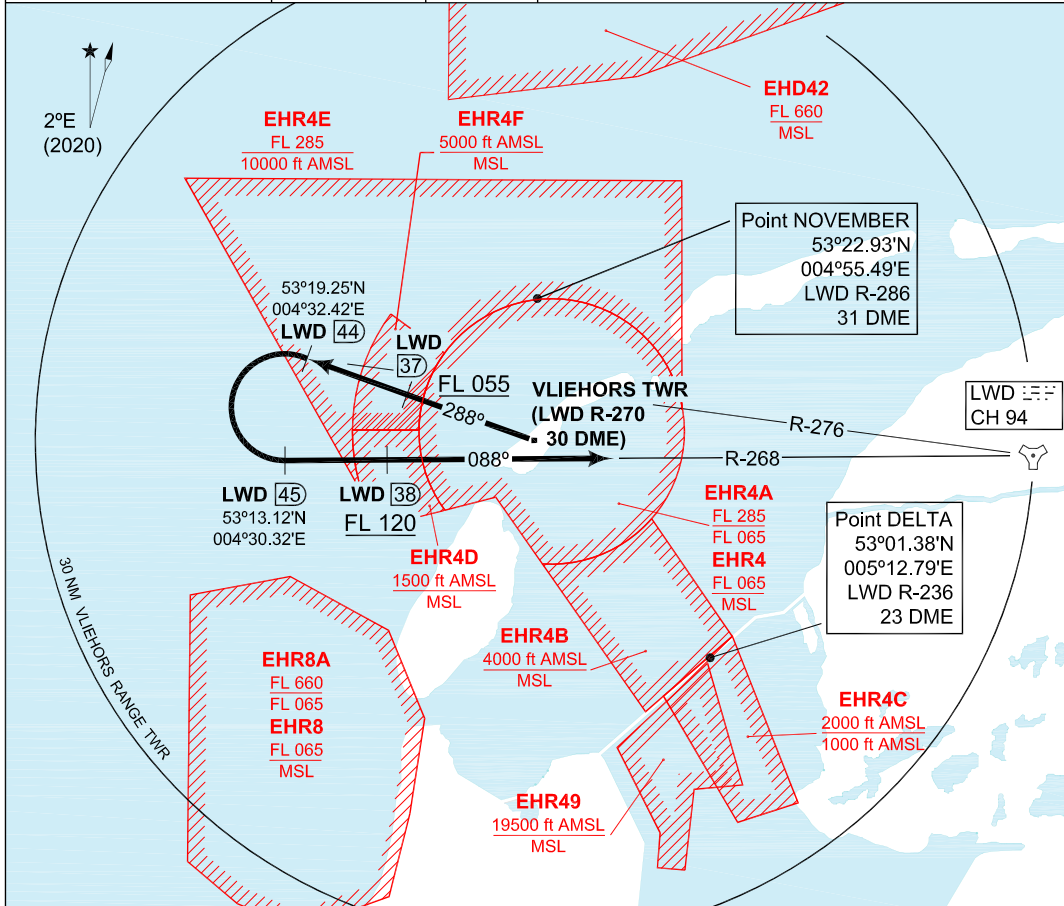 EHD42
FL 660
MSL
2ºE
(2020)
EHR4E
FL 285
10000 ft AMSL
EHR4F
5000 ft AMSL
MSL
Point NOVEMBER
53º22.93'N
004º55.49'E
LWD R-286
31 DME
53º19.25'N
004º32.42'E
LWD 44
LWD
37
FL 055
288º
VLIEHORS TWR
(LWD R-270
30 DME)
R-276
LWD
CH 94
088º
R-268
LWD 45
53º13.12'N
004º30.32'E
LWD 38
FL 120
EHR4A
FL 285
FL 065
EHR4
FL 065
MSL
Point DELTA
53º01.38'N
005º12.79'E
LWD R-236
23 DME
EHR4D
1500 ft AMSL
MSL
30 NM VLIEHORS RANGE TWR
EHR4B
4000 ft AMSL
MSL
EHR8A
FL 660
FL 065
EHR8
FL 065
MSL
EHR4C
2000 ft AMSL
1000 ft AMSL
EHR49
19500 ft AMSL
MSL